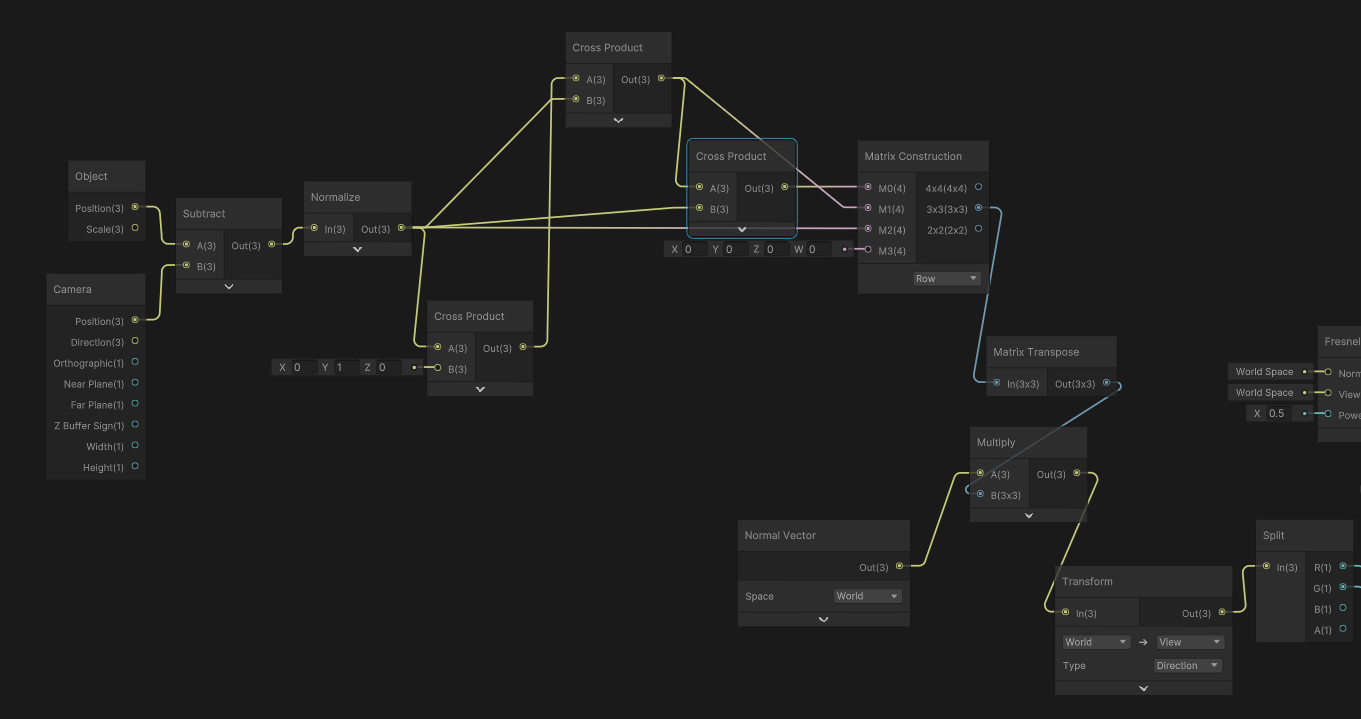 Object
Position(3)
Scale(3)
Camera
Position(3)
Direction(3)
Orthographic(1)
Near Plane(1)
Far Plane(1)
Z Buffer Sign(1)
Width(1)
Height(1)
Subtract
A(3) Out(3)
B(3)
Normalize
In(3) Out(3)
Cross Product
A(3) Out(3)
B(3)
X 0 Y 1 Z 0
Cross Product
A(3) Out(3)
B(3)
Cross Product
A(3) Out(3)
B(3)
X 0 Y 0 Z 0 W 0
Matrix Construction
M0(4) 4x4(4x4)
M1(4) 3x3(3x3)
M2(4) 2x2(2x2)
M3(4)
Row
Matrix Transpose
In(3x3) Out(3x3)
Multiply
A(3) Out(3)
B(3x3)
Normal Vector
Out(3)
Space World
Transform
In(3) Out(3)
World → View
Type Direction
Split
In(3) R(1)
G(1)
B(1)
A(1)
Fresnel
World Space Norm
World Space View
X 0.5 Powe